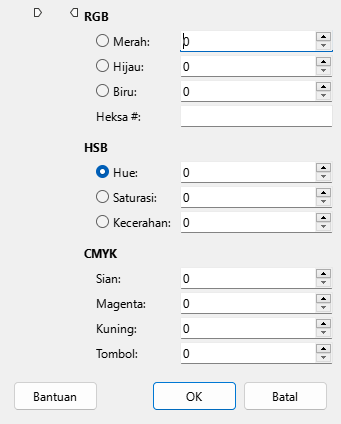 RGB
Merah: 0
Hijau: 0
Biru: 0
Heksa #:
HSB
Hue: 0
Saturasi: 0
Kecerahan: 0
CMYK
Sian: 0
Magenta: 0
Kuning: 0
Tombol: 0
Bantuan OK Batal